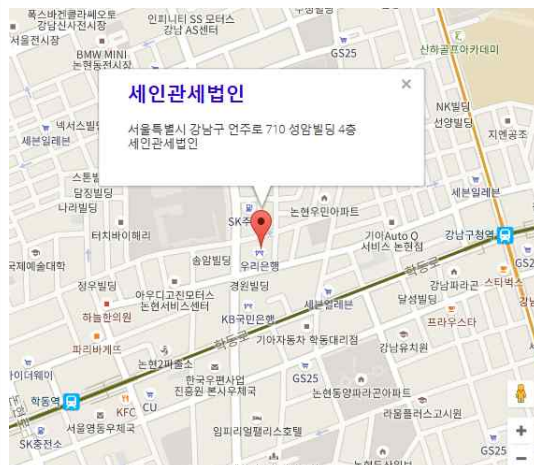 폭스바겐클라쎄오토
강남신사전시장
서울전시장
인피니티 SS 모터스
강남 AS센터
BMW MINI
논현동전시장
GS25
신하골프아카데미
세인관세법인
×
서울특별시 강남구 언주로 710 성암빌딩 4층
세인관세법인
NK빌딩
선양빌딩
지엔공조
넥서스빌딩
세븐일레븐
세븐일레븐
담징빌딩
나라빌딩
터치바이해리
SK주
논현우민아파트
기아Auto Q
서비스 논현점
강남구청역
GS2
국제예술대학
송암빌딩
우리은행
학동로
정우빌딩
아우디고진모터스
논현서비스센터
경원빌딩
세븐일레븐
강남파라곤
스타벅스
달성빌딩
하늘한의원
KB국민은행
프라우스타
파리바게뜨
학동로
기아자동차 학동대리점
강남유치원
논현2파출소
한국우편사업
진흥원 본사우체국
GS25
논현동양파라곤아파트
학동역
KFC
CU
라움플러스고시원
서울영동우체국
임피리얼팰리스호텔
SK충전소
GS25
+
−